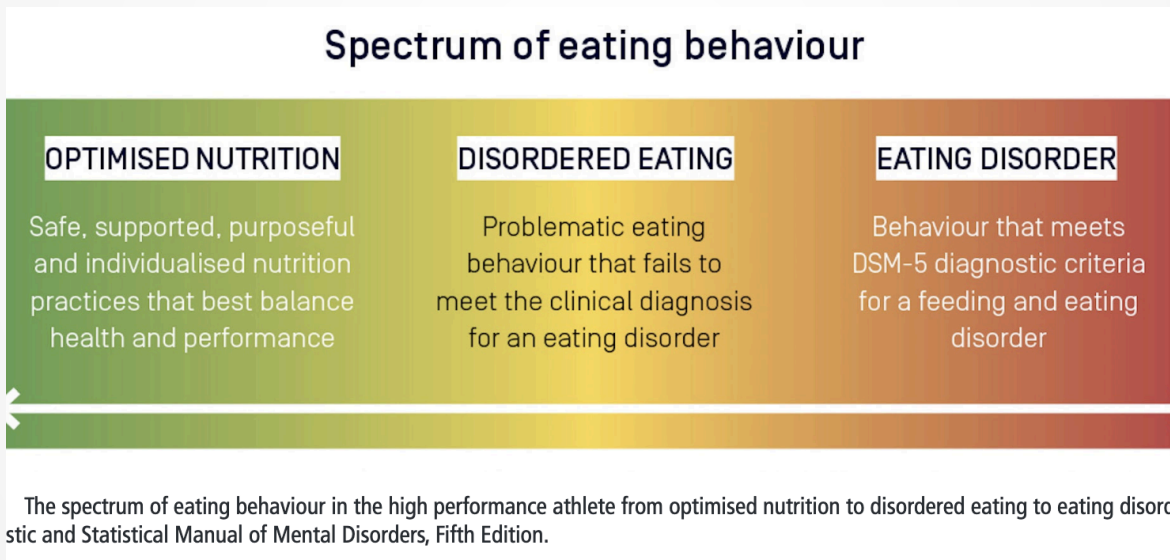 Spectrum of eating behaviour
OPTIMISED NUTRITION
Safe, supported, purposeful
and individualised nutrition
practices that best balance
health and performance
DISORDERED EATING
Problematic eating
behaviour that fails to
meet the clinical diagnosis
for an eating disorder
EATING DISORDER
Behaviour that meets
DSM-5 diagnostic criteria
for a feeding and eating
disorder
The spectrum of eating behaviour in the high performance athlete from optimised nutrition to disordered eating to eating disord
stic and Statistical Manual of Mental Disorders, Fifth Edition.